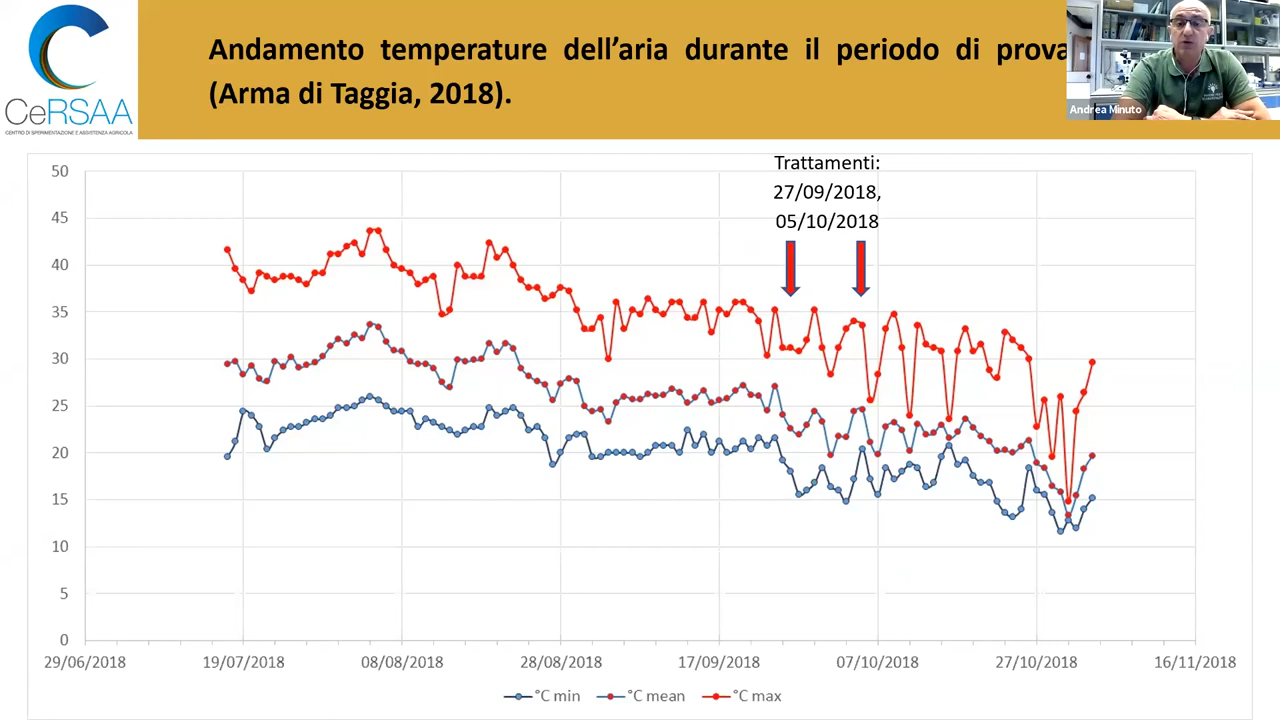 Andamento temperature dell'aria durante il periodo di prova
(Arma di Taggia, 2018).
CeRSAA
CENTRO DI SPERIMENTAZIONE E ASSISTENZA AGRICOLA
Andrea Minuto
Trattamenti:
27/09/2018,
05/10/2018
50
45
40
35
30
25
20
15
10
5
0
29/06/2018 19/07/2018 08/08/2018 28/08/2018 17/09/2018 07/10/2018 27/10/2018 16/11/2018
°C min °C mean °C max